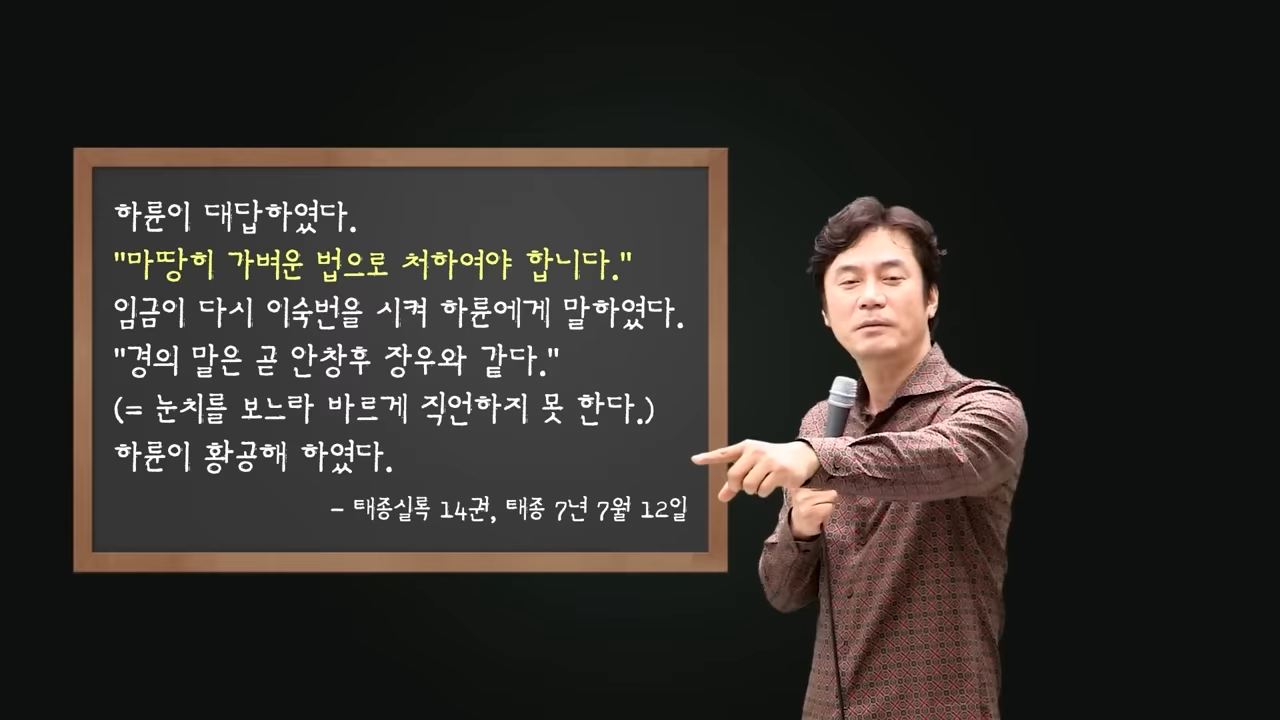 하륜이 대답하였다.
"마땅히 가벼운 법으로 처하여야 합니다."
임금이 다시 이숙번을 시켜 하륜에게 말하였다.
"경의 말은 곧 안창후 장우와 같다."
(= 눈치를 보느라 바르게 직언하지 못 한다.)
하륜이 황공해 하였다.
- 태종실록 14권, 태종 7년 7월 12일